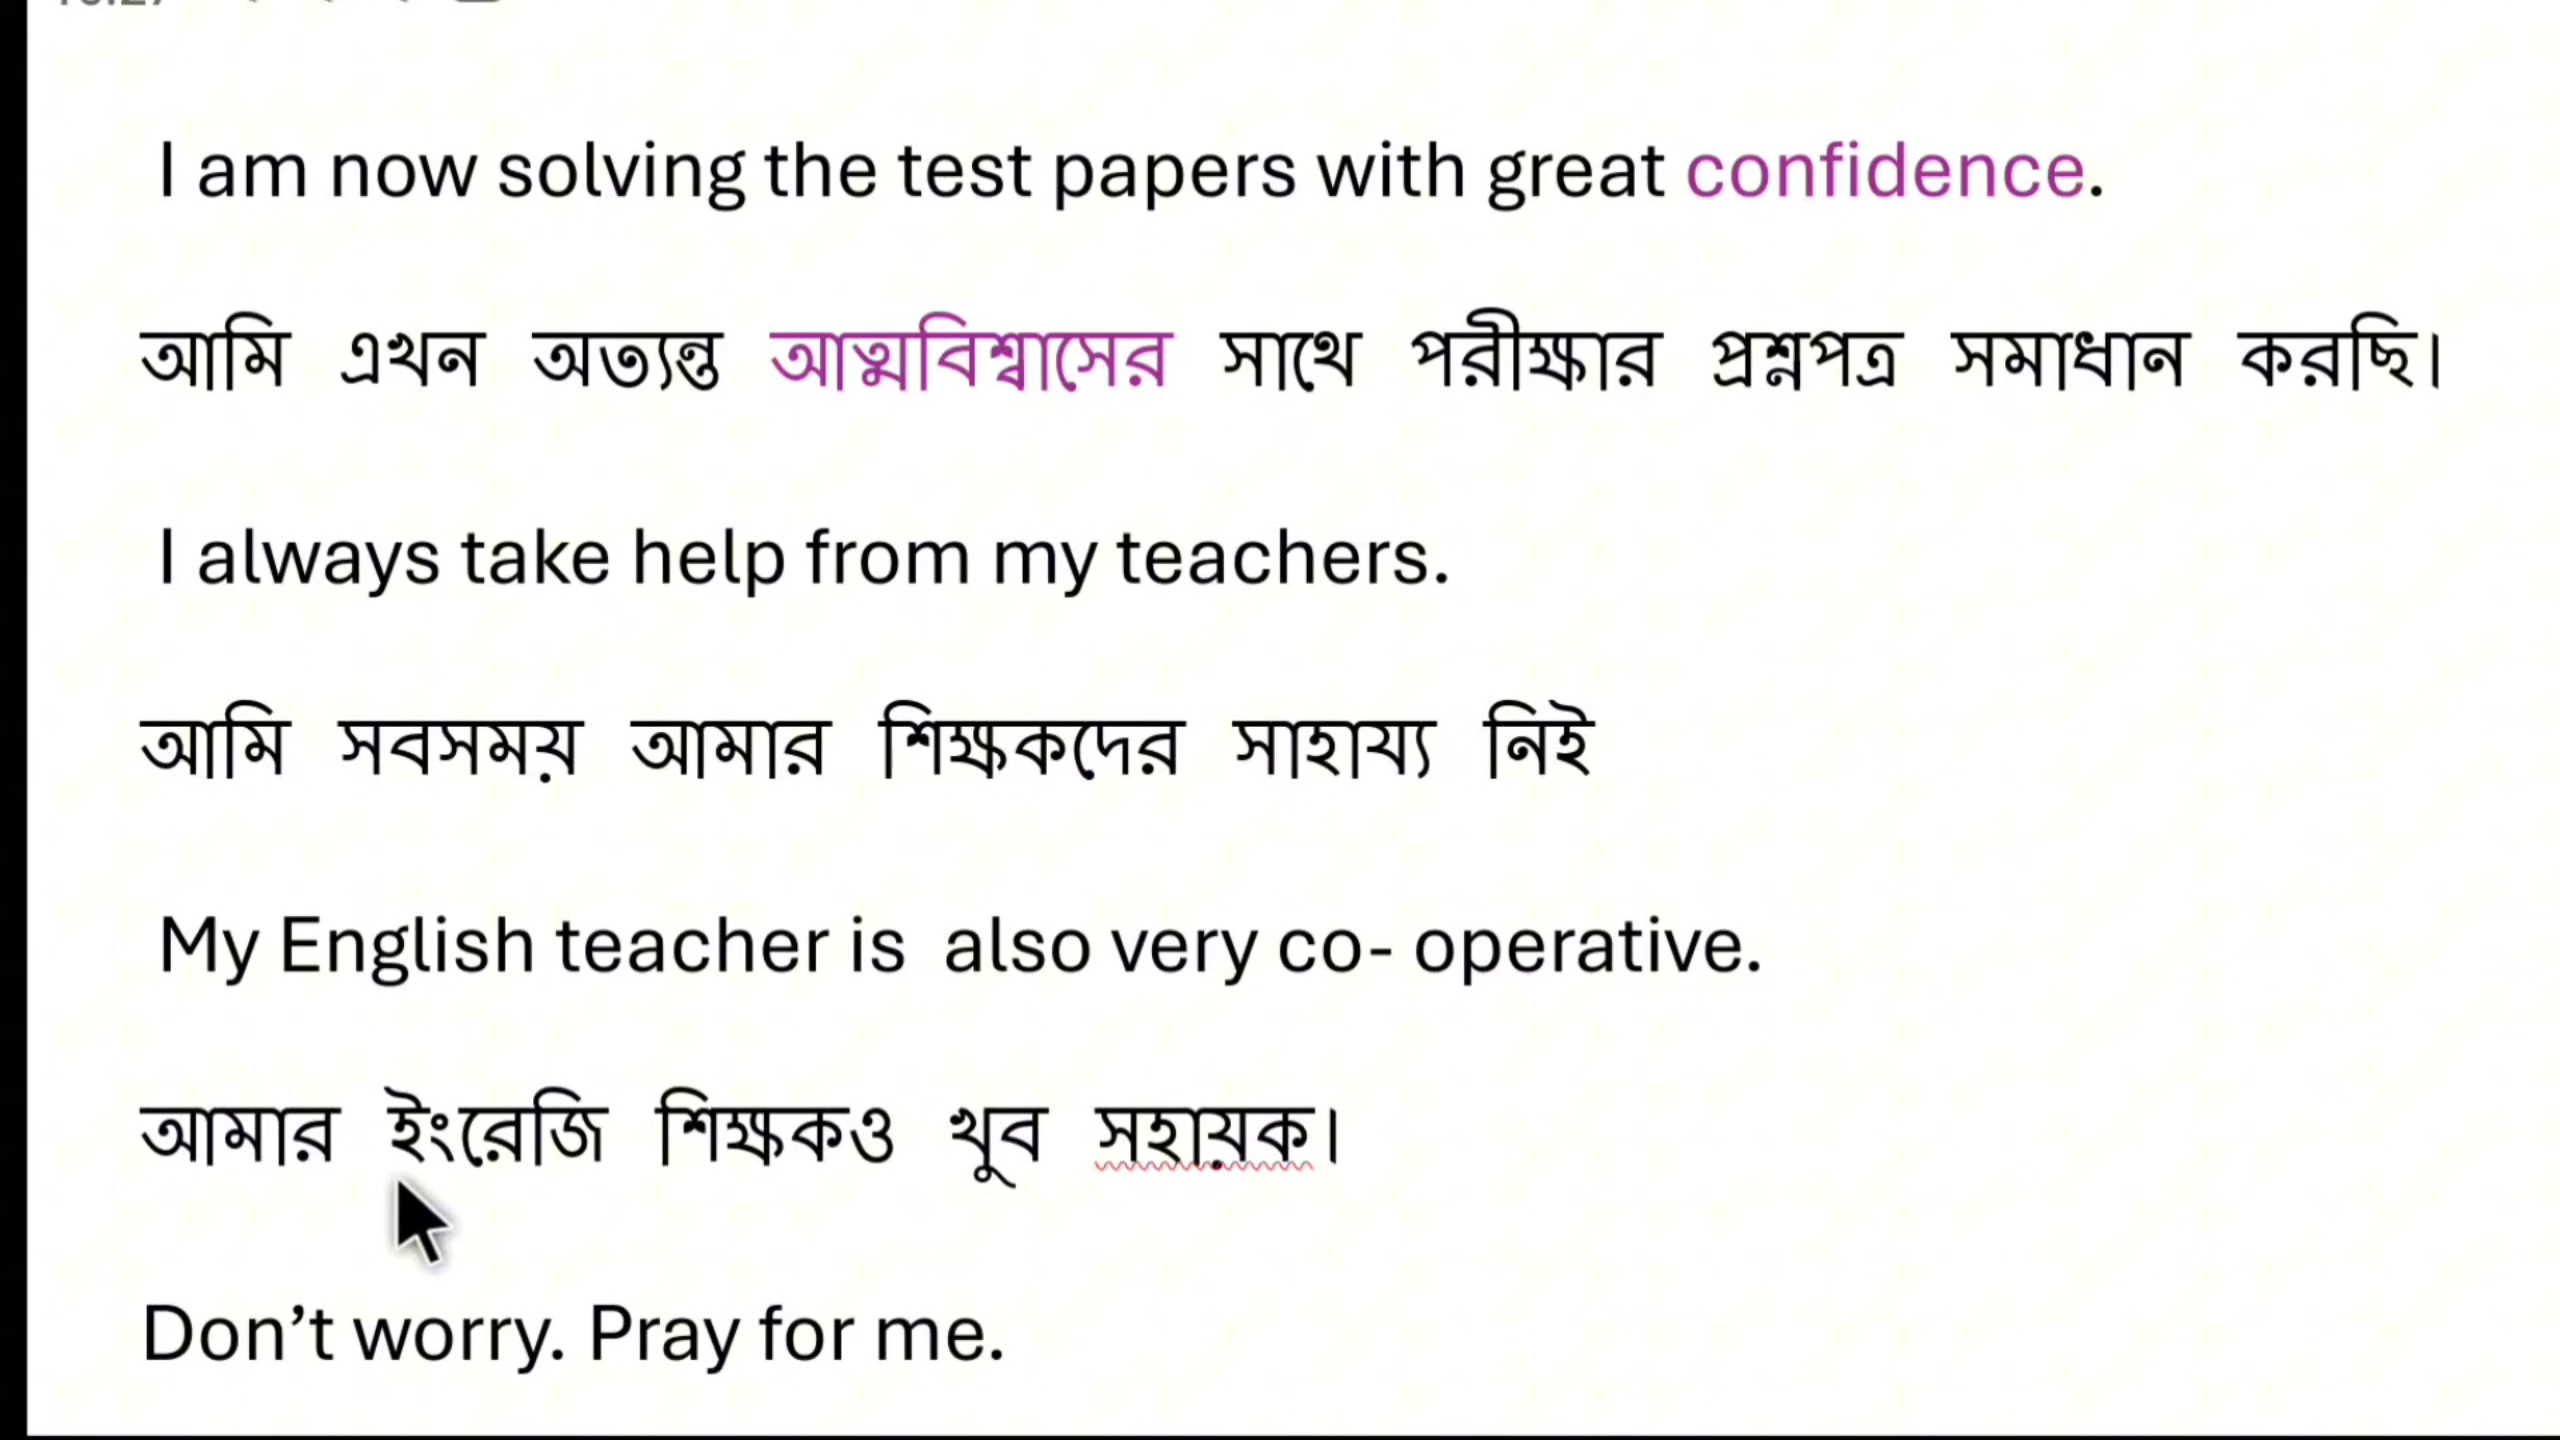 I am now solving the test papers with great confidence.
আমি এখন অত্যন্ত আত্মবিশ্বাসের সাথে পরীক্ষার প্রশ্নপত্র সমাধান করছি।
I always take help from my teachers.
আমি সবসময় আমার শিক্ষকদের সাহায্য নিই
My English teacher is  also very co- operative.
আমার ইংরেজি শিক্ষকও খুব সহায়ক।
Don’t worry. Pray for me.